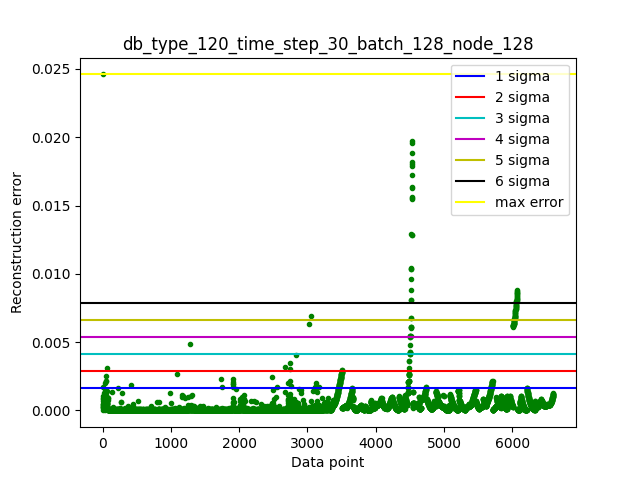 db_type_120_time_step_30_batch_128_node_128
0.025
0.020
0.015
0.010
0.005
0.000
Reconstruction error
0
1000
2000
3000
4000
5000
6000
Data point
1 sigma
2 sigma
3 sigma
4 sigma
5 sigma
6 sigma
max error